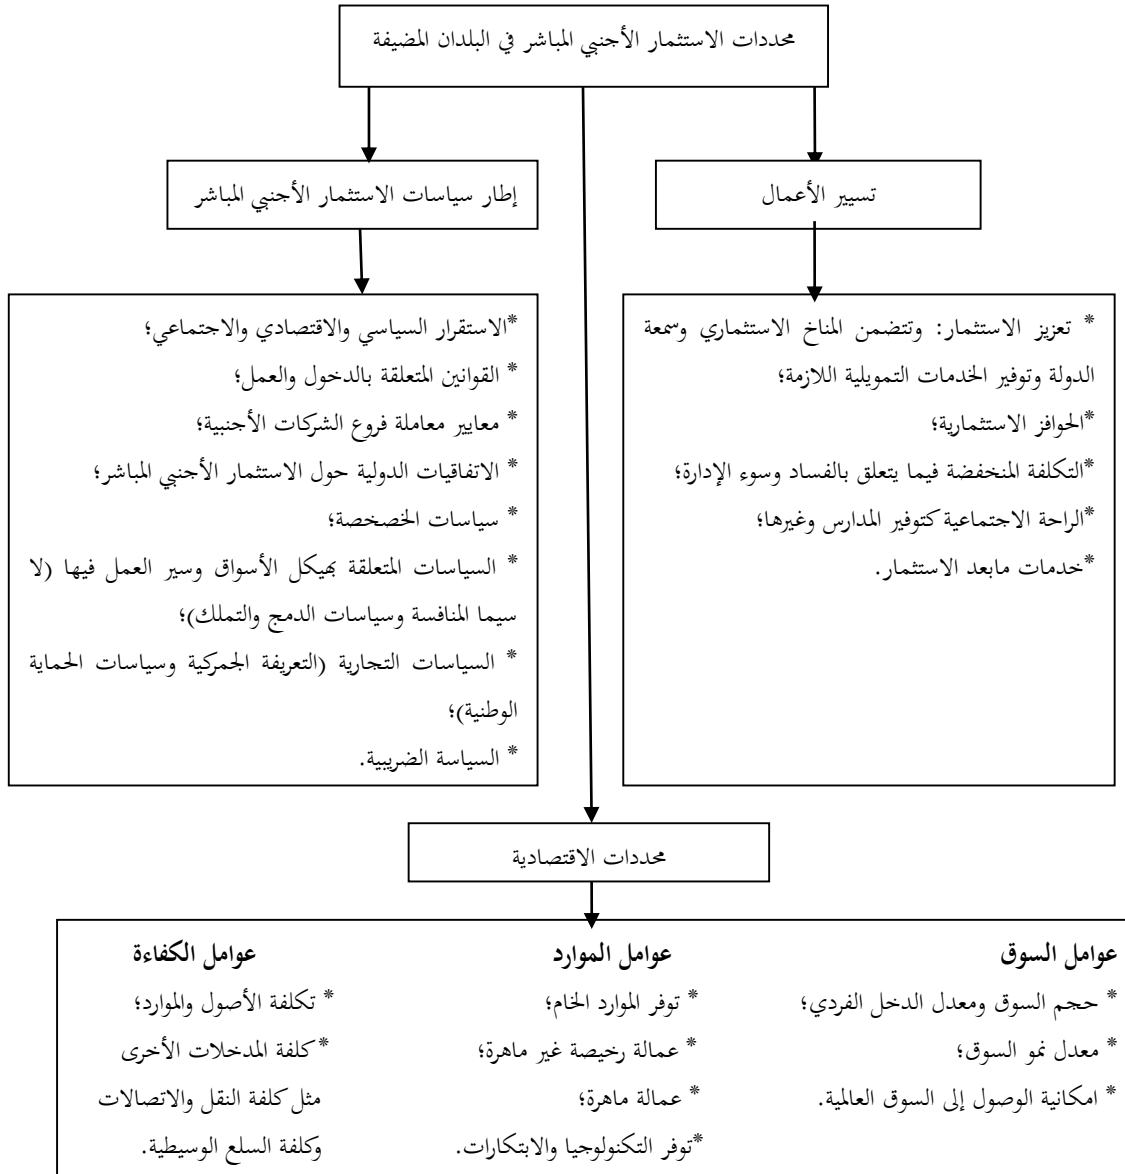 محددات الاستثمار الأجنبي المباشر في البلدان المضيفة
تسيير الأعمال
إطار سياسات الاستثمار الأجنبي المباشر
* تعزيز الاستثمار: وتتضمن المناخ الاستثماري وسمعة
الدولة وتوفير الخدمات التمويلية اللازمة؛
*الحوافز الاستثمارية؛
*التكلفة المنخفضة فيما يتعلق بالفساد وسوء الإدارة؛
*الراحة الاجتماعية كتوفير المدارس وغيرها؛
*خدمات مابعد الاستثمار.
*الاستقرار السياسي والاقتصادي والاجتماعي؛
* القوانين المتعلقة بالدخول والعمل؛
* معايير معاملة فروع الشركات الأجنبية؛
* الاتفاقيات الدولية حول الاستثمار الأجنبي المباشر؛
* سياسات الخصخصة؛
* السياسات المتعلقة بهيكل الأسواق وسير العمل فيها (لا
سيما المنافسة وسياسات الدمج والتملك)؛
* السياسات التجارية (التعريفة الجمركية وسياسات الحماية
الوطنية)؛
* السياسة الضريبية.
محددات الاقتصادية
عوامل السوق
* حجم السوق ومعدل الدخل الفردي؛
* معدل نمو السوق؛
* امكانية الوصول إلى السوق العالمية.
عوامل الموارد
* توفر الموارد الخام؛
* عمالة رخيصة غير ماهرة؛
* عمالة ماهرة؛
*توفر التكنولوجيا والابتكارات.
عوامل الكفاءة
* تكلفة الأصول والموارد؛
*كلفة المدخلات الأخرى
مثل كلفة النقل والاتصالات
وكلفة السلع الوسيطية.